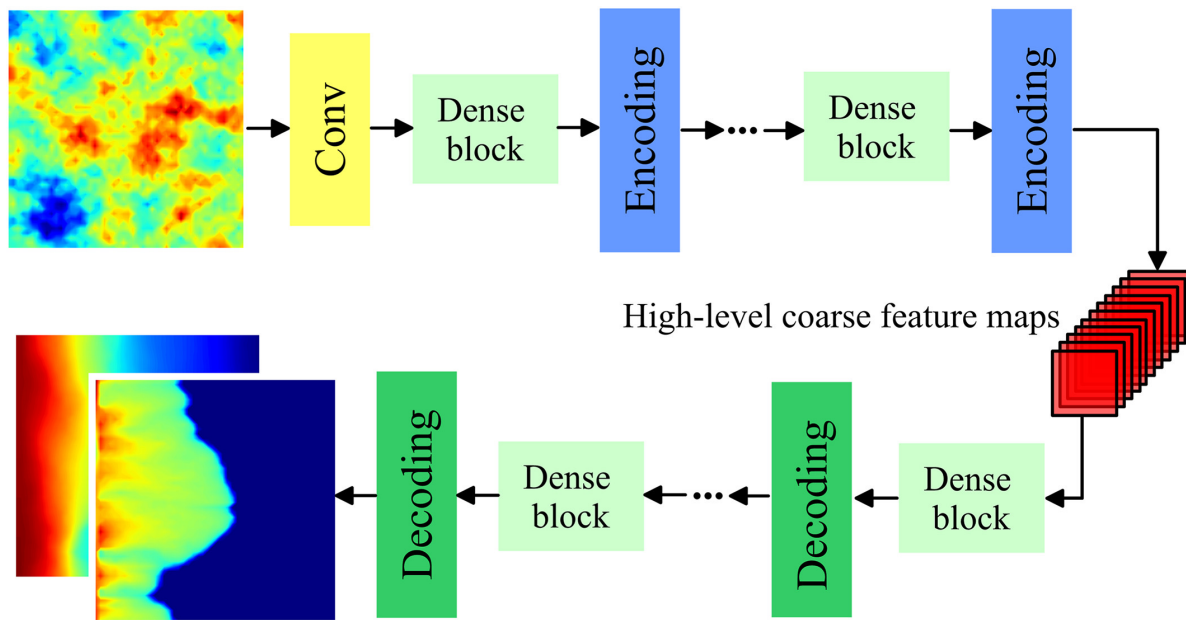 Conv
Dense
block
Encoding
Dense
block
Encoding
High-level coarse feature maps
Decoding
Dense
block
Decoding
Dense
block